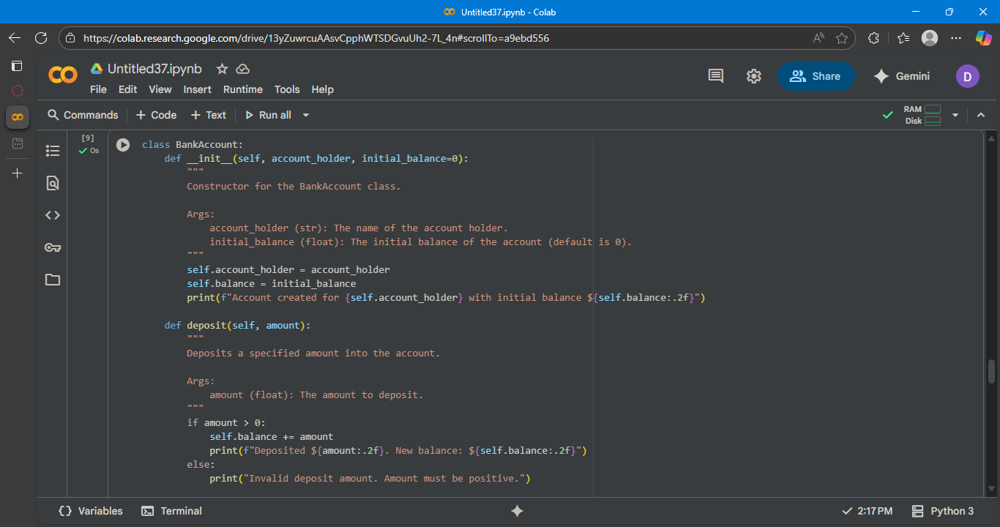 Untitled37.ipynb - Colab
https://colab.research.google.com/drive/13yZuwrcuAAsvCpphWTSDGvuUh2-7L_4n#scrollTo=a9ebd556
Untitled37.ipynb
File Edit View Insert Runtime Tools Help
Share
Gemini
D
Commands + Code + Text Run all
RAM
Disk
[9]
0s
class BankAccount:
    def __init__(self, account_holder, initial_balance=0):
        """
        Constructor for the BankAccount class.

        Args:
            account_holder (str): The name of the account holder.
            initial_balance (float): The initial balance of the account (default is 0).
        """
        self.account_holder = account_holder
        self.balance = initial_balance
        print(f"Account created for {self.account_holder} with initial balance ${self.balance:.2f}")

    def deposit(self, amount):
        """
        Deposits a specified amount into the account.

        Args:
            amount (float): The amount to deposit.
        """
        if amount > 0:
            self.balance += amount
            print(f"Deposited ${amount:.2f}. New balance: ${self.balance:.2f}")
        else:
            print("Invalid deposit amount. Amount must be positive.")
Variables Terminal
2:17 PM
Python 3